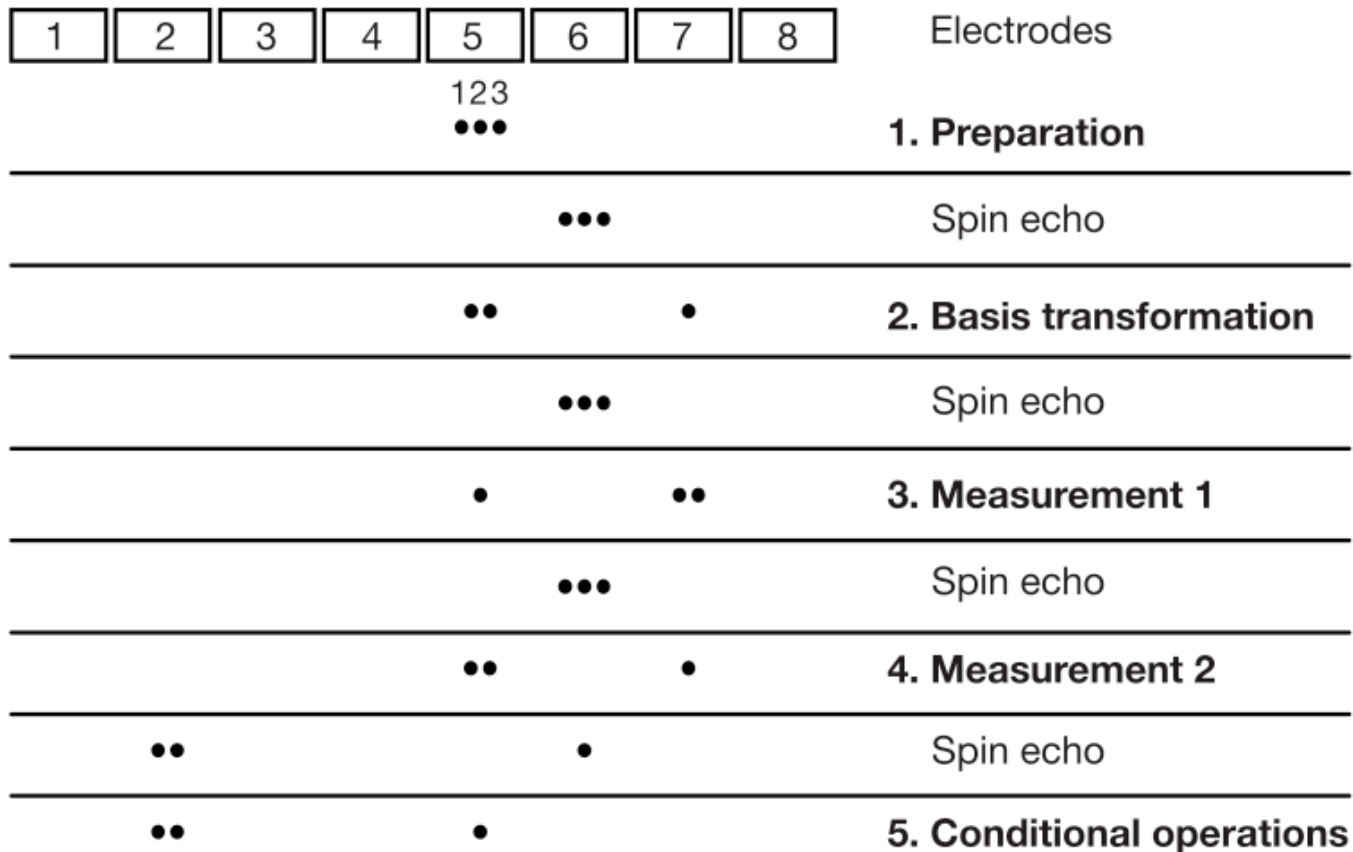 1 2 3 4 5 6 7 8 Electrodes
123
1. Preparation
Spin echo
2. Basis transformation
Spin echo
3. Measurement 1
Spin echo
4. Measurement 2
Spin echo
5. Conditional operations